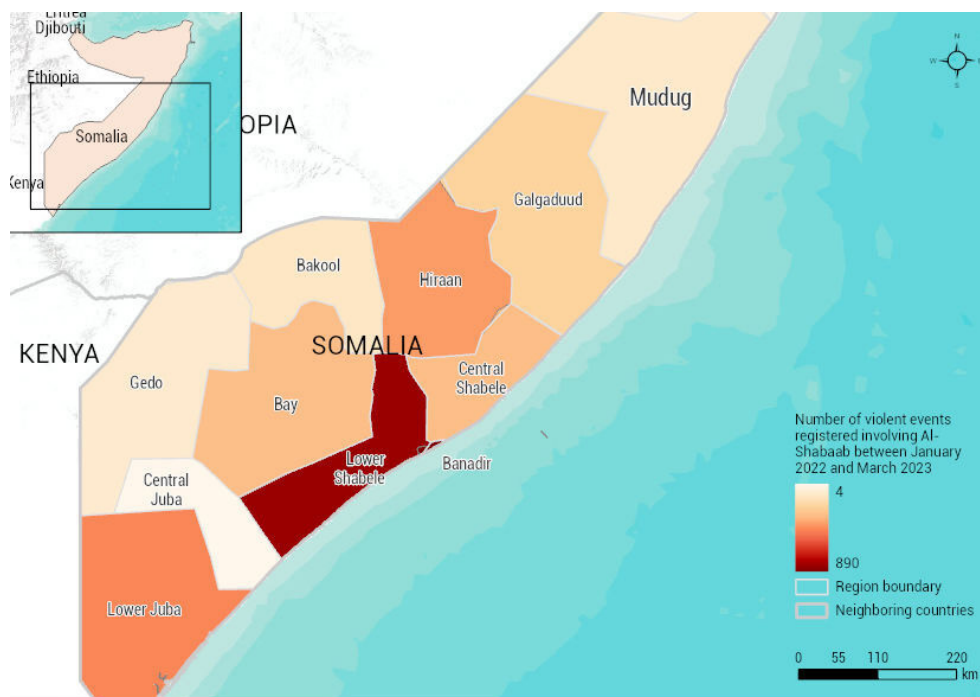 Eritrea
Djibouti
Ethiopia
Somalia
Kenya
OPIA
KENYA
SOMALIA
Mudug
Galgaduud
Hiraan
Bakool
Gedo
Bay
Central
Shabele
Lower
Shabele
Banadir
Central
Juba
Lower Juba
N
W
S
Number of violent events
registered involving Al-
Shabaab between January
2022 and March 2023
4
890
Region boundary
Neighboring countries
0 55 110 220
km